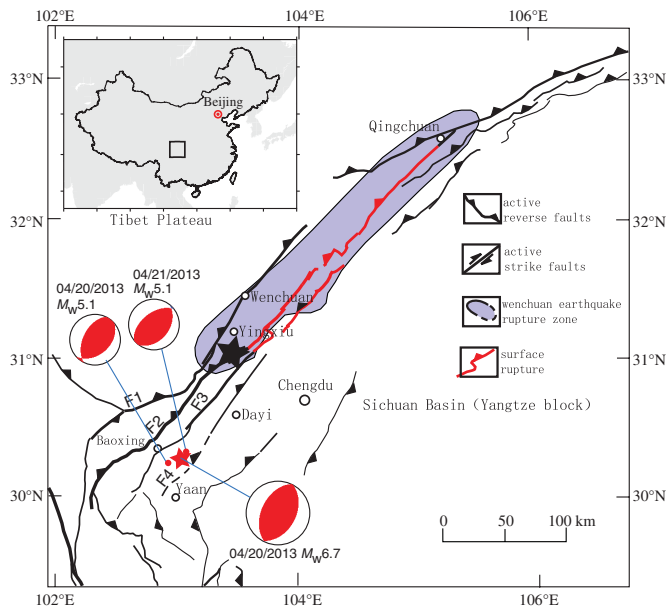 102°E
104°E
106°E
33°N
33°N
Beijing
Qingchuan
32°N
32°N
Tibet Plateau
active
reverse faults
active
strike faults
04/21/2013
04/20/2013
Mw5.1
Mw5.1
Wenchuan
wenchuan earthquake
rupture zone
Yingxiu
31°N
31°N
surface
rupture
F1
F2
F3
Chengdu
Dayi
Sichuan Basin (Yangtze block)
Baoxing
F4
Yaan
30°N
30°N
0 50 100 km
04/20/2013 Mw6.7
102°E
104°E
106°E